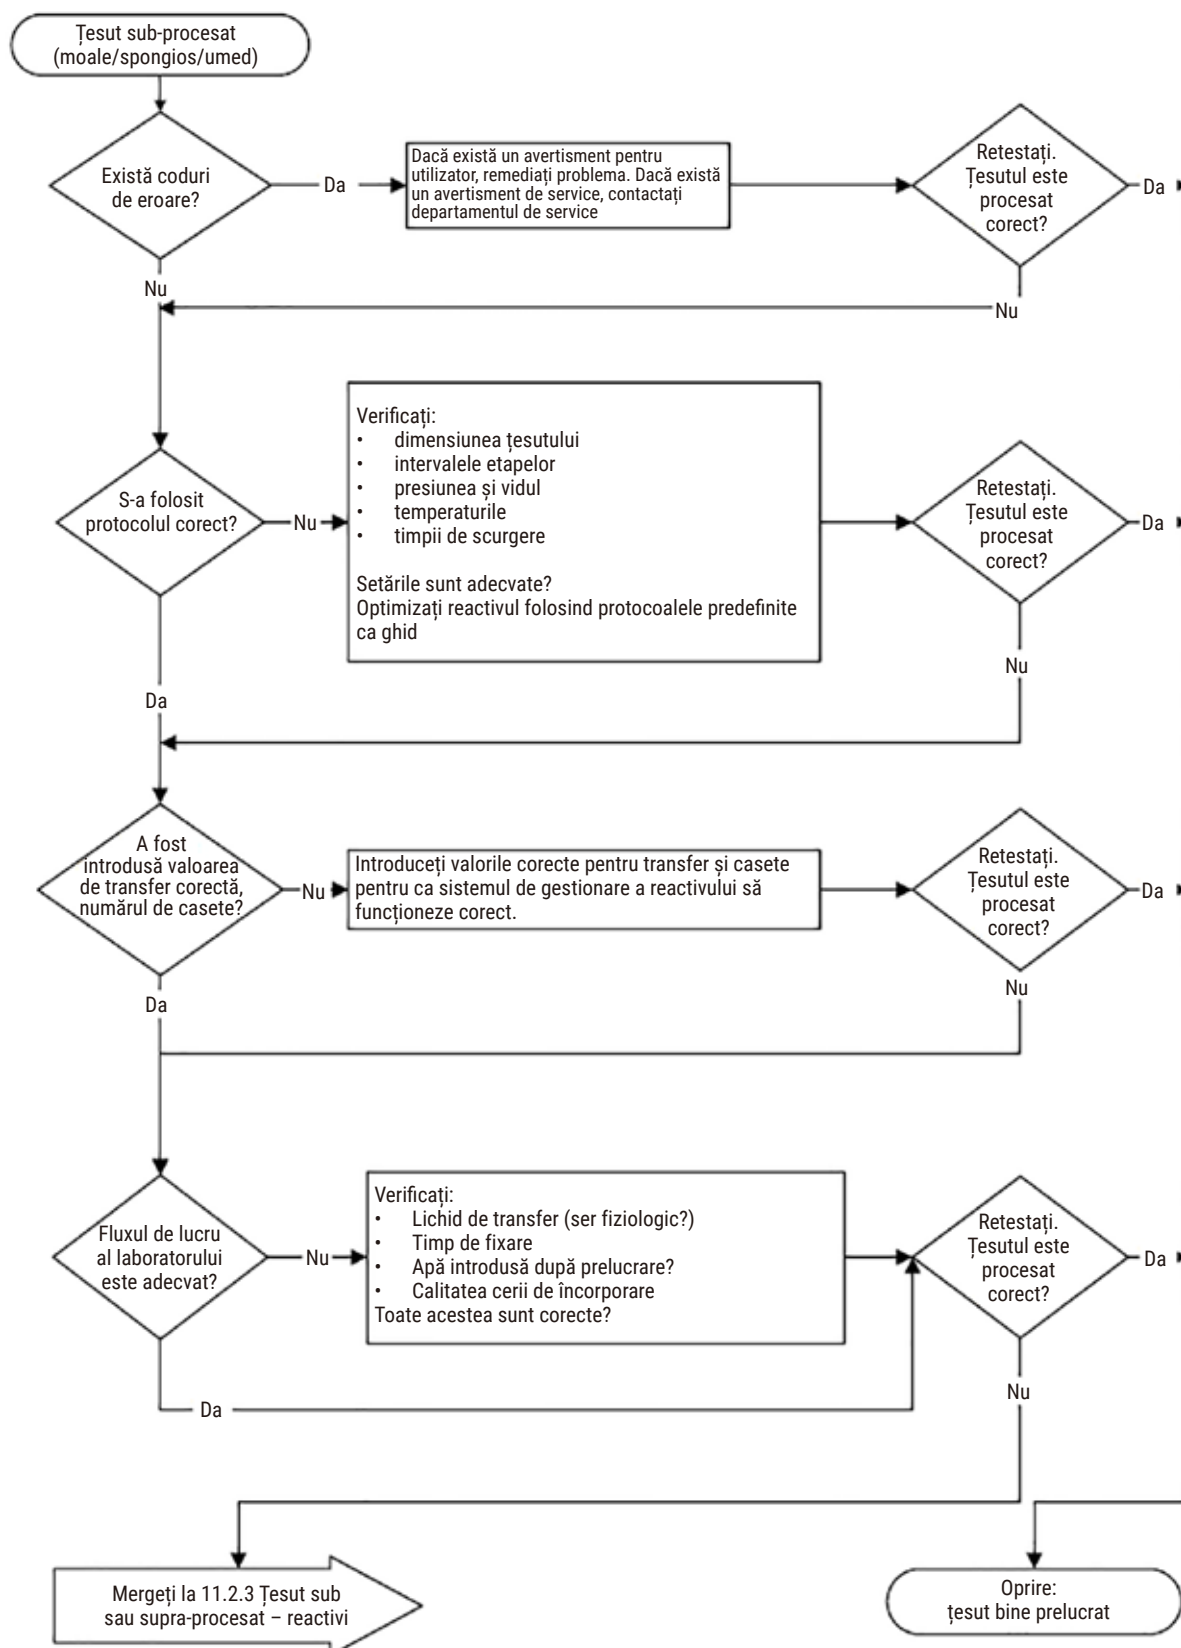 Țesut sub-procesat
(moale/spongios/umed)
Există coduri
de eroare?
Da
Dacă există un avertisment pentru
utilizator, remediați problema. Dacă există
un avertisment de service, contactați
departamentul de service
Retestați.
Țesutul este
procesat
corect?
Da
Nu
Nu
S-a folosit
protocolul corect?
Nu
Verificați:
• dimensiunea țesutului
• intervalele etapelor
• presiunea și vidul
• temperaturile
• timpii de scurgere
Setările sunt adecvate?
Optimizați reactivul folosind protocoalele predefinite
ca ghid
Retestați.
Țesutul este
procesat
corect?
Da
Nu
Da
A fost
introdusă valoarea
de transfer corectă,
numărul de casete?
Nu
Introduceți valorile corecte pentru transfer și casete
pentru ca sistemul de gestionare a reactivului să
funcționeze corect.
Retestați.
Țesutul este
procesat
corect?
Da
Nu
Da
Fluxul de lucru
al laboratorului
este adecvat?
Nu
Verificați:
• Lichid de transfer (ser fiziologic?)
• Timp de fixare
• Apă introdusă după prelucrare?
• Calitatea cerii de încorporare
Toate acestea sunt corecte?
Retestați.
Țesutul este
procesat
corect?
Da
Nu
Da
Mergeți la 11.2.3 Țesut sub
sau supra-procesat – reactivi
Oprire:
țesut bine prelucrat